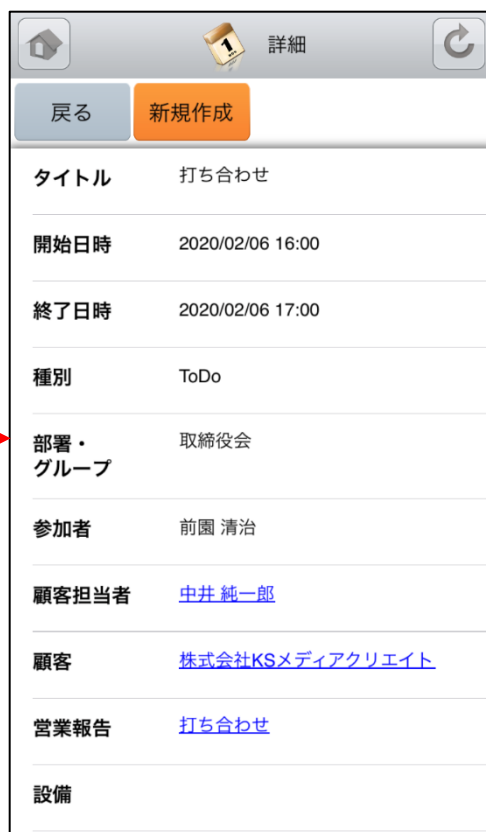 1
詳細
戻る
新規作成
タイトル 打ち合わせ
開始日時 2020/02/06 16:00
終了日時 2020/02/06 17:00
種別 ToDo
部署・ 取締役会
グループ
参加者 前園 清治
顧客担当者 中井 純一郎
顧客 株式会社KSメディアクリエイト
営業報告 打ち合わせ
設備